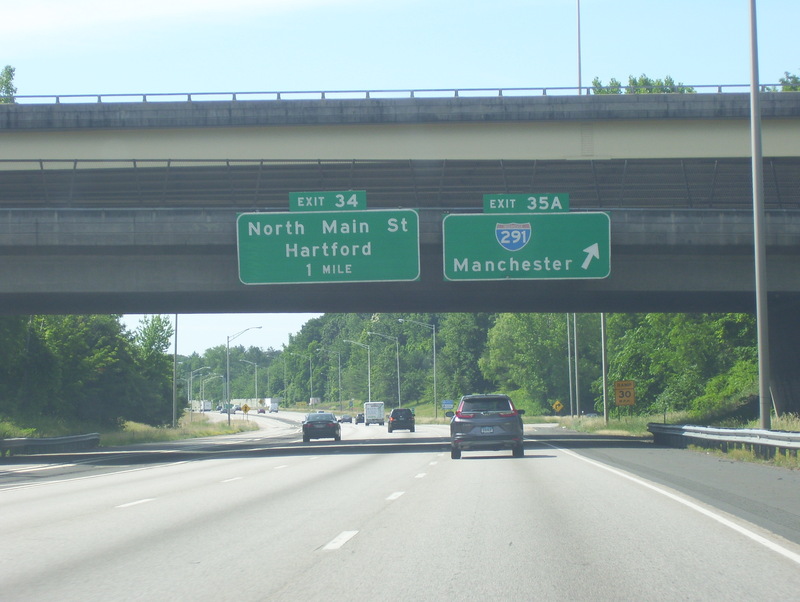 EXIT 34
North Main St
Hartford
1 MILE
EXIT 35A
291
Manchester
30